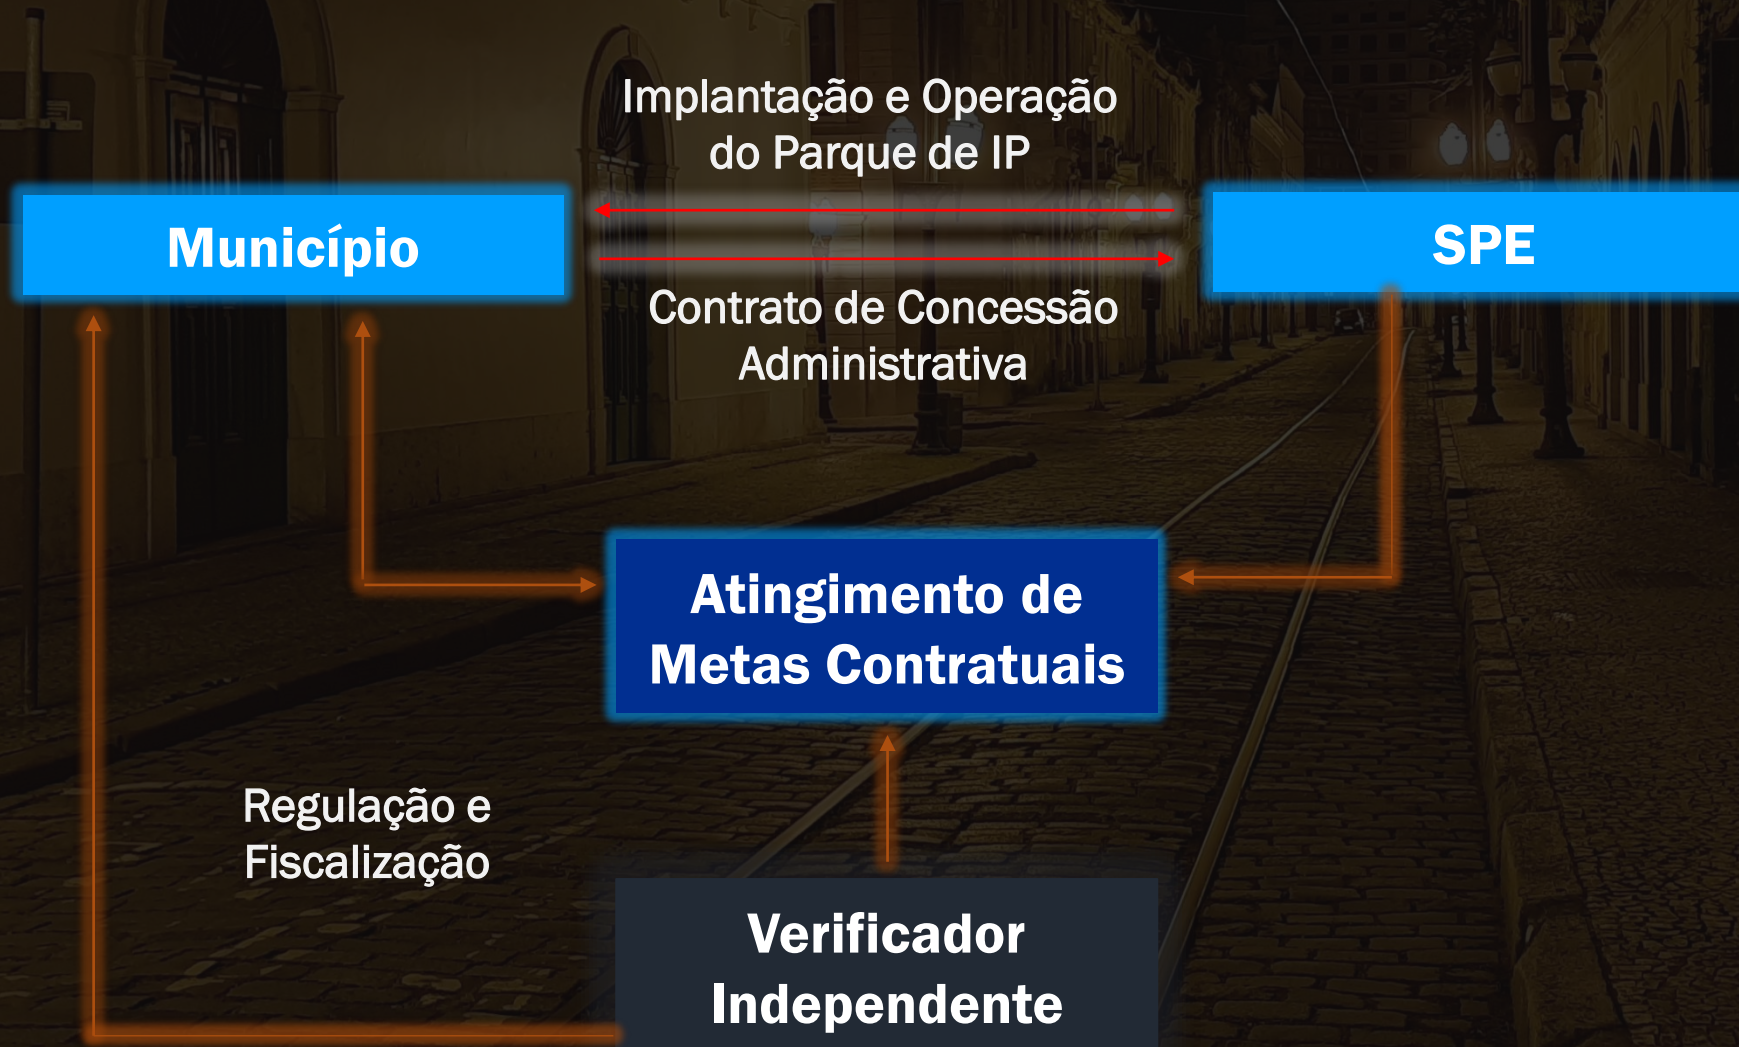 Implantação e Operação
do Parque de IP
Município
SPE
Contrato de Concessão
Administrativa
Atingimento de
Metas Contratuais
Regulação e
Fiscalização
Verificador
Independente